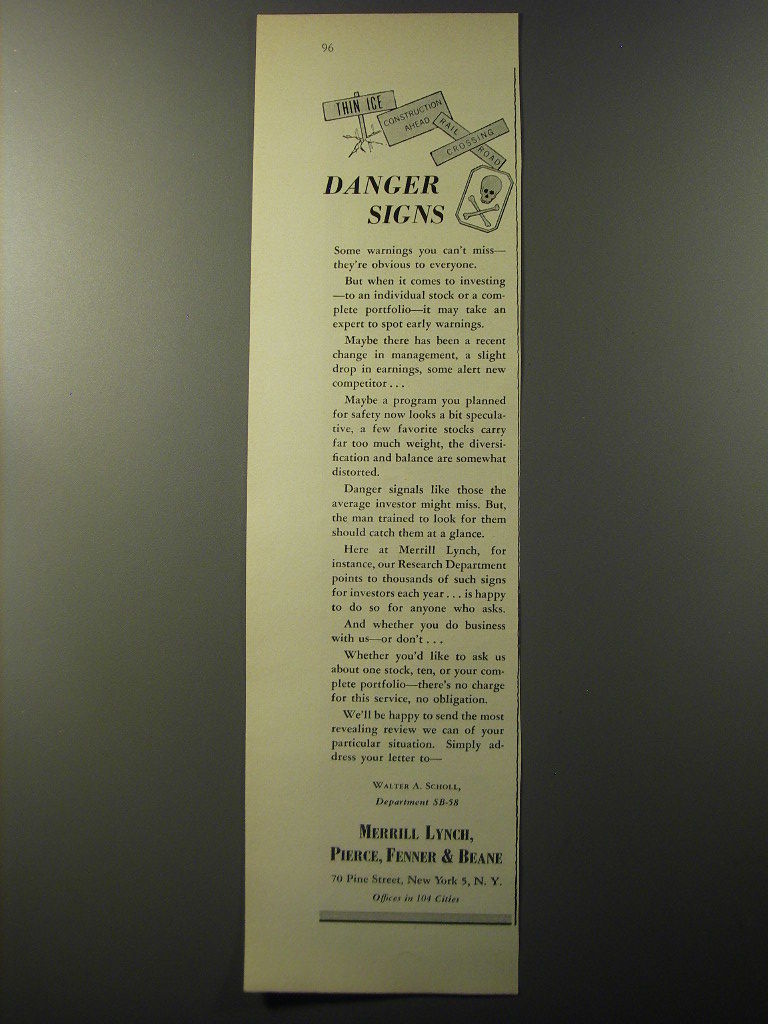 96
THIN ICE
CONSTRUCTION
AHEAD
RAIL
ROAD
CROSSING
DANGER
SIGNS
Some warnings you can't miss—
they're obvious to everyone.
But when it comes to investing
—to an individual stock or a com-
plete portfolio—it may take an
expert to spot early warnings.
Maybe there has been a recent
change in management, a slight
drop in earnings, some alert new
competitor . . .
Maybe a program you planned
for safety now looks a bit specula-
tive, a few favorite stocks carry
far too much weight, the diversi-
fication and balance are somewhat
distorted.
Danger signals like those the
average investor might miss. But,
the man trained to look for them
should catch them at a glance.
Here at Merrill Lynch, for
instance, our Research Department
points to thousands of such signs
for investors each year . . . is happy
to do so for anyone who asks.
And whether you do business
with us—or don't . . .
Whether you'd like to ask us
about one stock, ten, or your com-
plete portfolio—there's no charge
for this service, no obligation.
We'll be happy to send the most
revealing review we can of your
particular situation. Simply ad-
dress your letter to—
WALTER A. SCHOLL,
Department SB-58
MERRILL LYNCH,
PIERCE, FENNER & BEANE
70 Pine Street, New York 5, N. Y.
Offices in 104 Cities